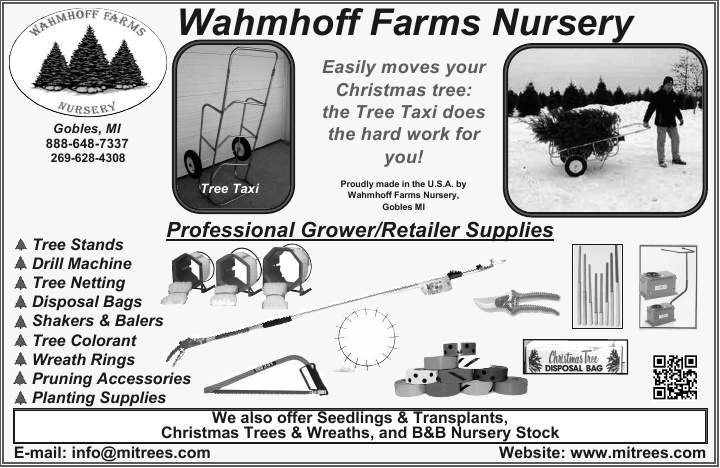 WAHMHOFF FARMS
NURSERY
Gobles, MI
888-648-7337
269-628-4308
Wahmhoff Farms Nursery
Tree Taxi
Easily moves your
Christmas tree:
the Tree Taxi does
the hard work for
you!
Proudly made in the U.S.A. by
Wahmhoff Farms Nursery,
Gobles MI
Professional Grower/Retailer Supplies
Tree Stands
Drill Machine
Tree Netting
Disposal Bags
Shakers & Balers
Tree Colorant
Wreath Rings
Pruning Accessories
Planting Supplies
Christmas Tree
DISPOSAL BAG
We also offer Seedlings & Transplants,
Christmas Trees & Wreaths, and B&B Nursery Stock
E-mail: info@mitrees.com
Website: www.mitrees.com